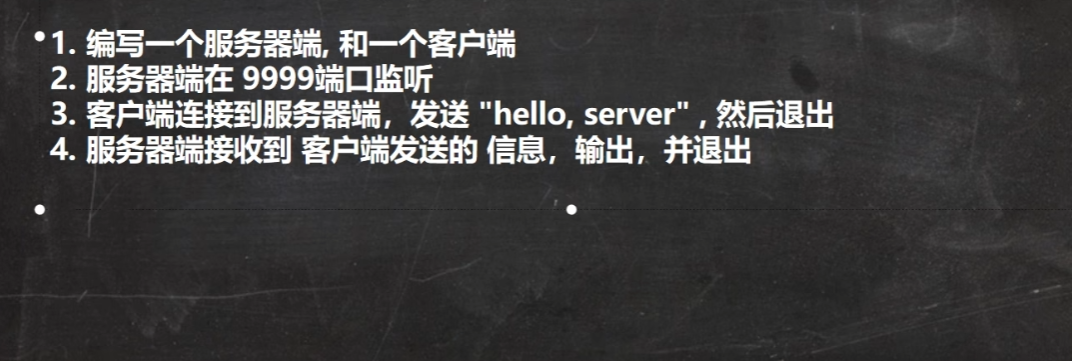 1. 编写一个服务器端, 和一个客户端
2. 服务器端在 9999端口监听
3. 客户端连接到服务器端，发送 "hello, server" , 然后退出
4. 服务器端接收到 客户端发送的 信息，输出，并退出